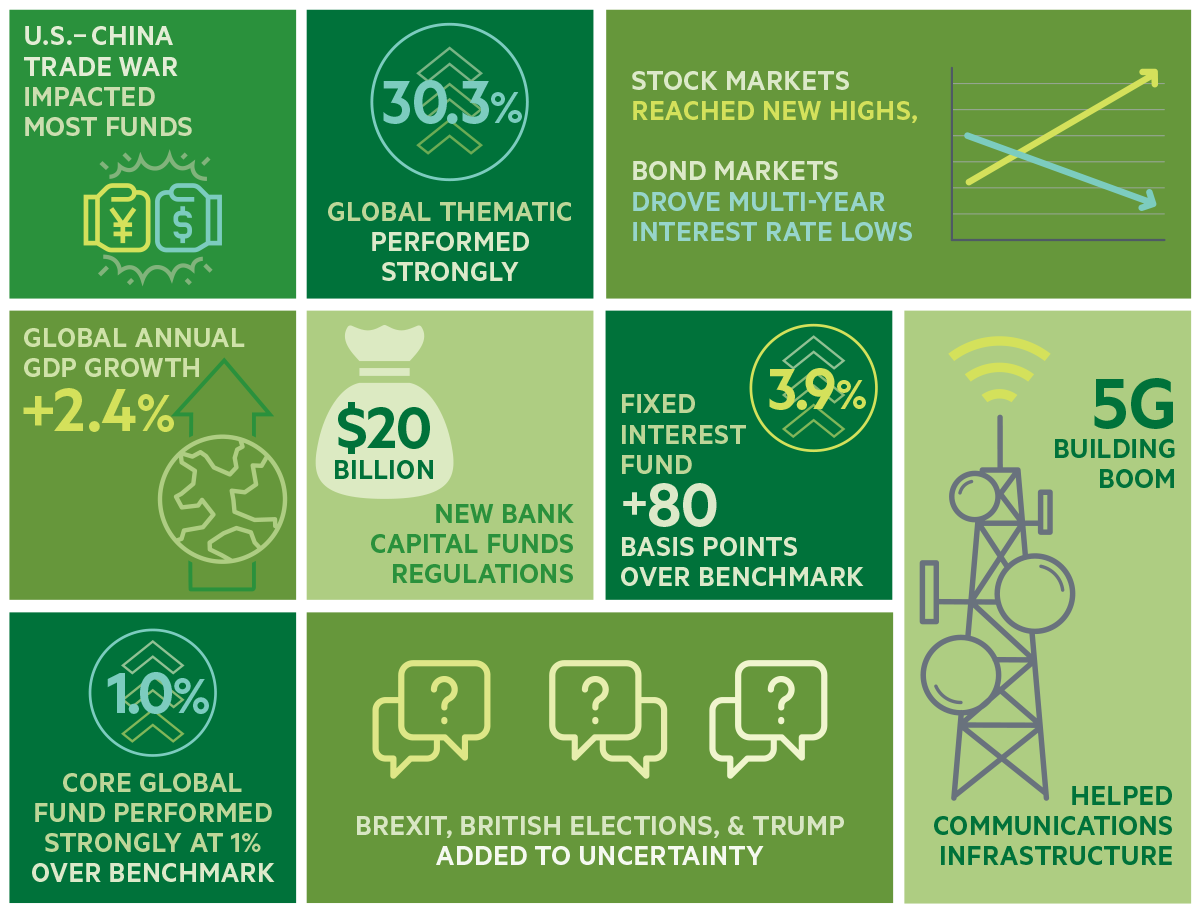 U.S.–CHINA
TRADE WAR
IMPACTED
MOST FUNDS
¥
$
30.3%
GLOBAL THEMATIC
PERFORMED
STRONGLY
STOCK MARKETS
REACHED NEW HIGHS,
BOND MARKETS
DROVE MULTI-YEAR
INTEREST RATE LOWS
GLOBAL ANNUAL
GDP GROWTH
+2.4%
$20
BILLION
NEW BANK
CAPITAL FUNDS
REGULATIONS
3.9%
FIXED
INTEREST
FUND
+80
BASIS POINTS
OVER BENCHMARK
5G
BUILDING
BOOM
HELPED
COMMUNICATIONS
INFRASTRUCTURE
1.0%
CORE GLOBAL
FUND PERFORMED
STRONGLY AT 1%
OVER BENCHMARK
? ? ?
BREXIT, BRITISH ELECTIONS, & TRUMP
ADDED TO UNCERTAINTY